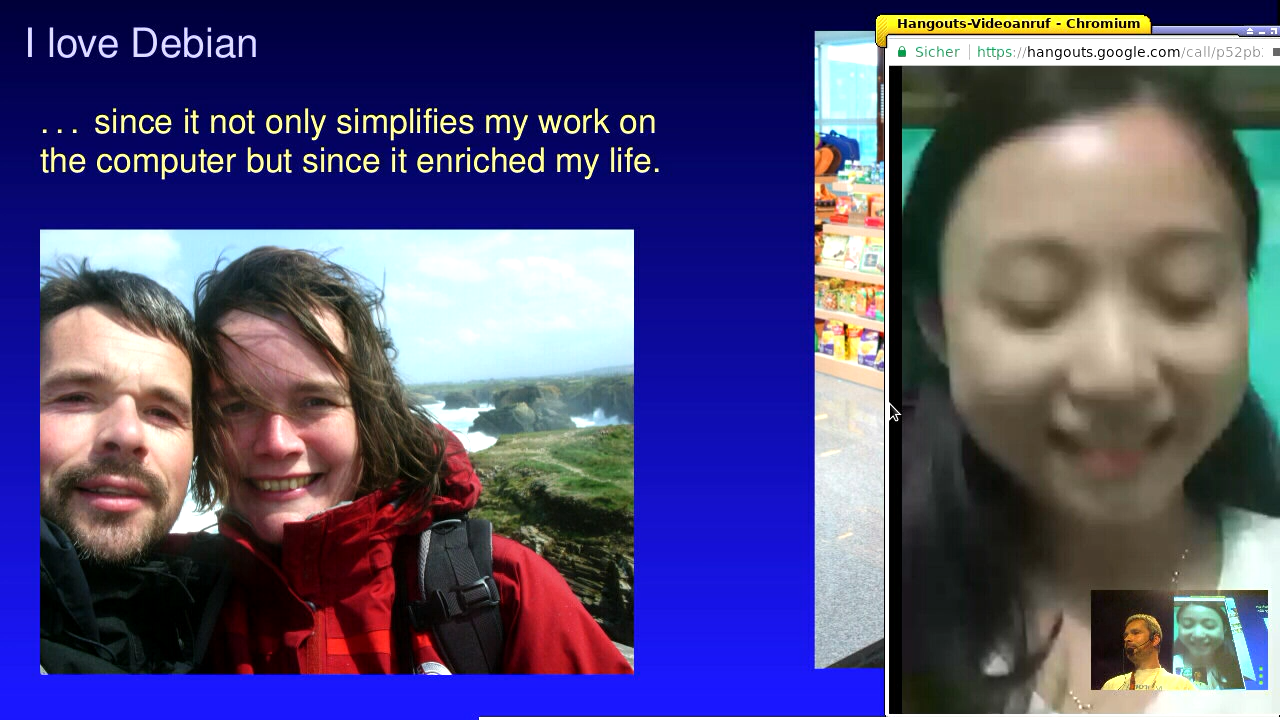 I love Debian
... since it not only simplifies my work on
the computer but since it enriched my life.
Hangouts-Videoanruf - Chromium
Sicher
https://hangouts.google.com/call/p52pb